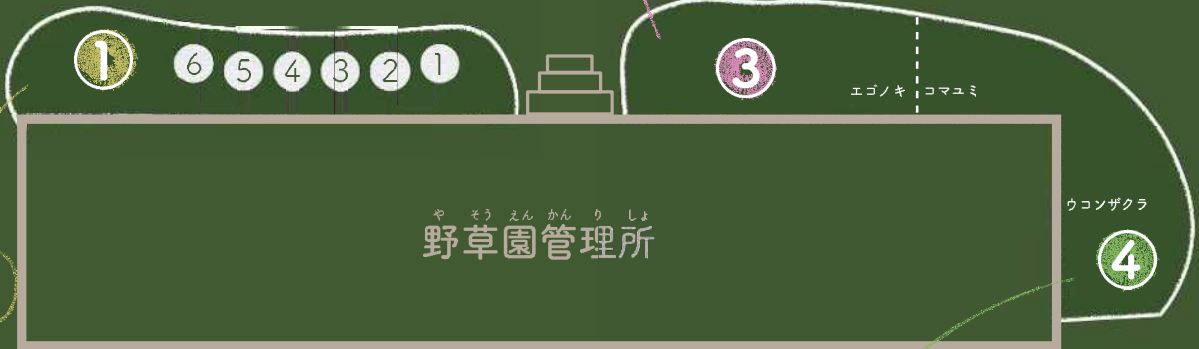 1
6 5 4 3 2 1
3
エゴノキ コマユミ
ウコンザクラ
や そう えん かん り しょ
野草園管理所
4